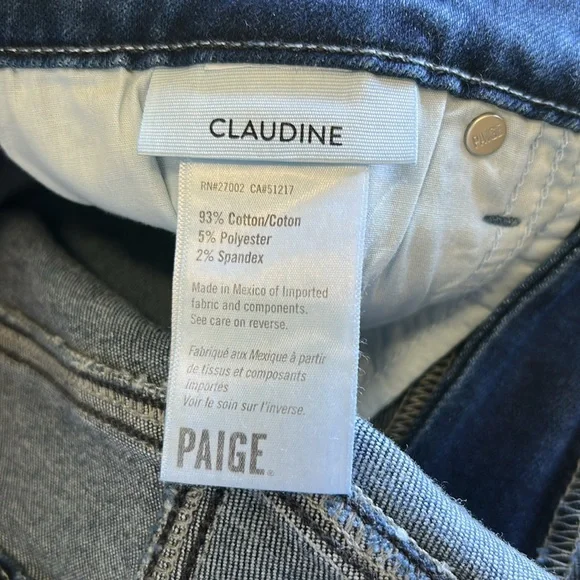 CLAUDINE
PAIGE
RN#27002 CA#51217
93% Cotton/Coton
5% Polyester
2% Spandex
Made in Mexico of Imported
fabric and components.
See care on reverse.
Fabriqué aux Mexique à partir
de tissus et composants
importés
Voir le soin sur l'inverse.
PAIGE®